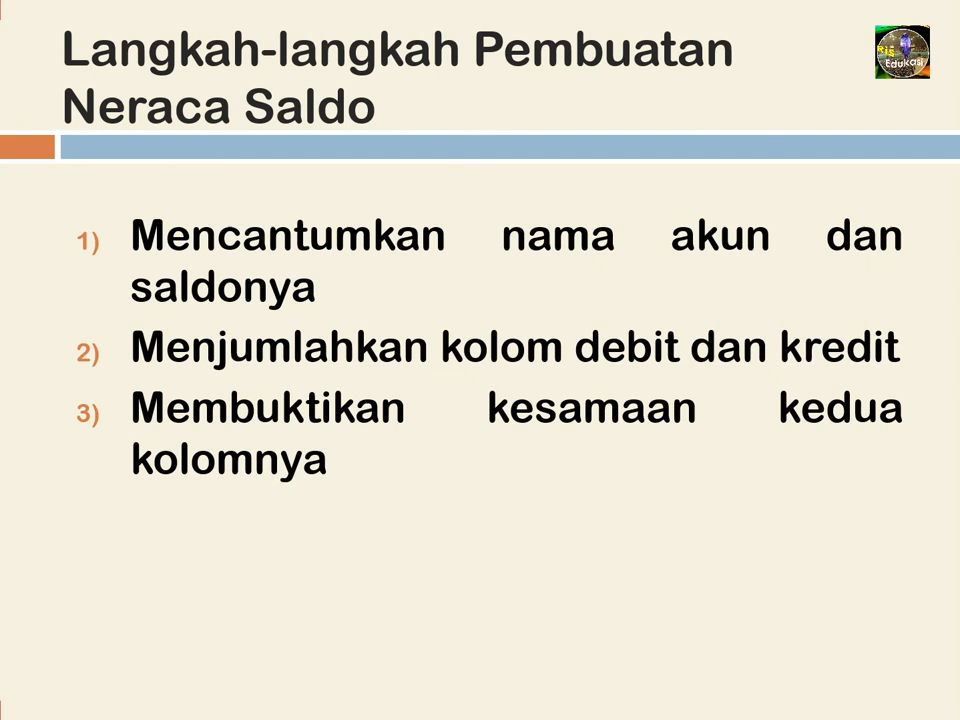 Langkah-langkah Pembuatan
Neraca Saldo
Ris
Edukasi
1) Mencantumkan nama akun dan
saldonya
2) Menjumlahkan kolom debit dan kredit
3) Membuktikan kesamaan kedua
kolomnya